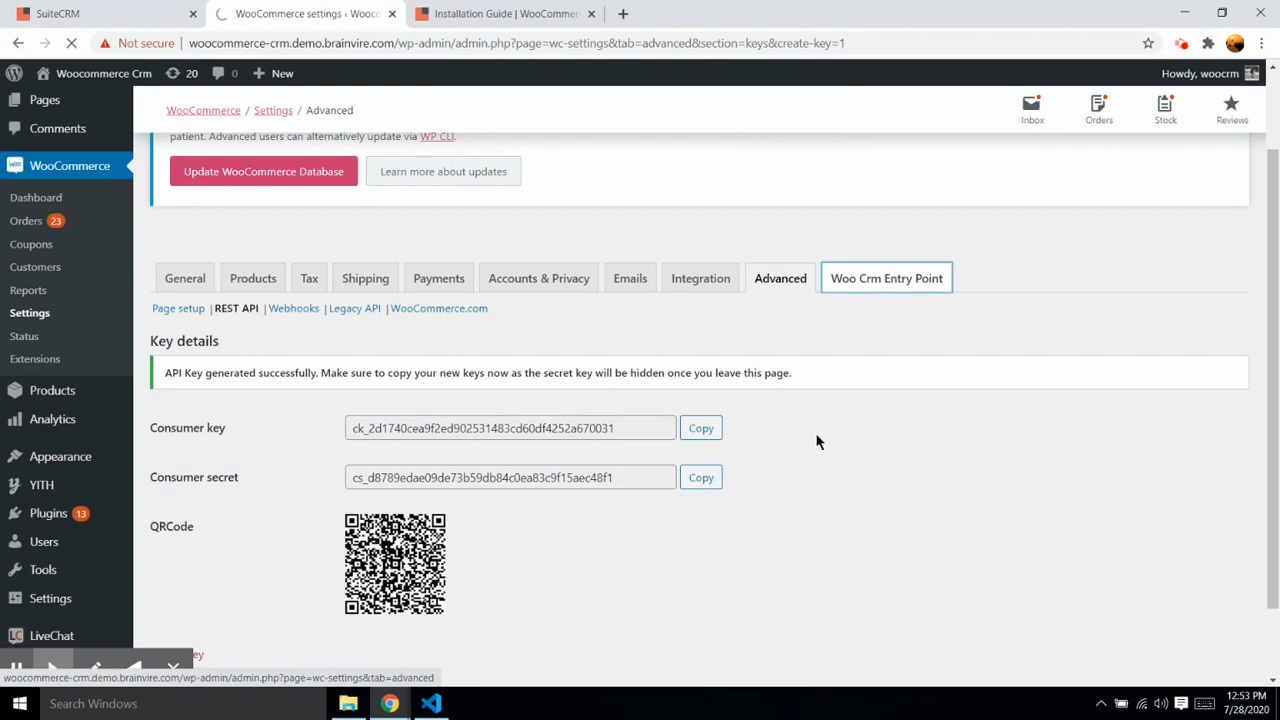 SuiteCRM
WooCommerce settings ‹ Wooco
Installation Guide | WooCommer
Not secure
woocommerce-crm.demo.brainvire.com/wp-admin/admin.php?page=wc-settings&tab=advanced&section=keys&create-key=1
Woocommerce Crm
20
0
New
Howdy, woocrm
Pages
Comments
WooCommerce
Dashboard
Orders 23
Coupons
Customers
Reports
Settings
Status
Extensions
Products
Analytics
Appearance
YITH
Plugins 13
Users
Tools
Settings
LiveChat
WooCommerce / Settings / Advanced
Inbox
Orders
Stock
Reviews
patient. Advanced users can alternatively update via WP CLI.
Update WooCommerce Database
Learn more about updates
General
Products
Tax
Shipping
Payments
Accounts & Privacy
Emails
Integration
Advanced
Woo Crm Entry Point
Page setup | REST API | Webhooks | Legacy API | WooCommerce.com
Key details
API Key generated successfully. Make sure to copy your new keys now as the secret key will be hidden once you leave this page.
Consumer key
ck_2d1740cea9f2ed902531483cd60df4252a670031
Copy
Consumer secret
cs_d8789edae09de73b59db84c0ea83c9f15aec48f1
Copy
QRCode
woocommerce-crm.demo.brainvire.com/wp-admin/admin.php?page=wc-settings&tab=advanced
Search Windows
12:53 PM
7/28/2020